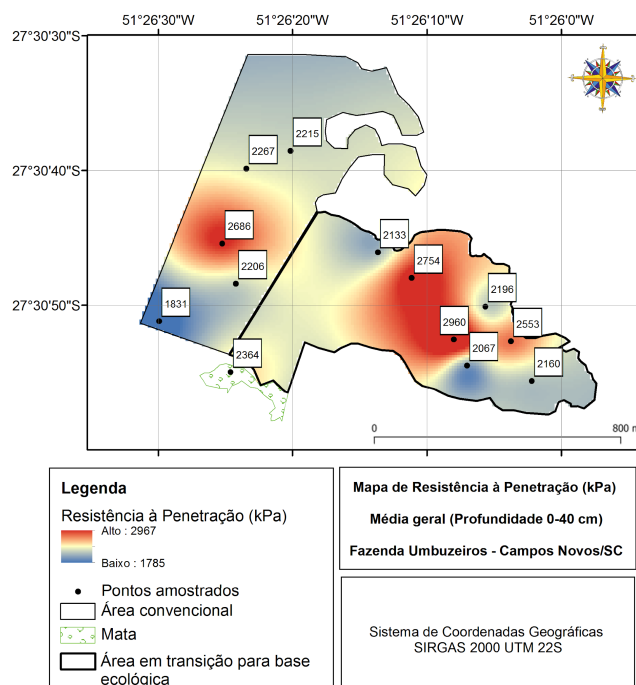 51°26'30"W
51°26'20"W
51°26'10"W
51°26'0"W
27°30'30"S
27°30'40"S
27°30'50"S
2215
2267
2686
2133
2206
2754
2196
1831
2960
2553
2067
2364
2160
0
800 m
Legenda
Resistência à Penetração (kPa)
Alto : 2967
Baixo : 1785
Pontos amostrados
Área convencional
Mata
Área em transição para base
ecológica
Mapa de Resistência à Penetração (kPa)
Média geral (Profundidade 0-40 cm)
Fazenda Umbuzeiros - Campos Novos/SC
Sistema de Coordenadas Geográficas
SIRGAS 2000 UTM 22S